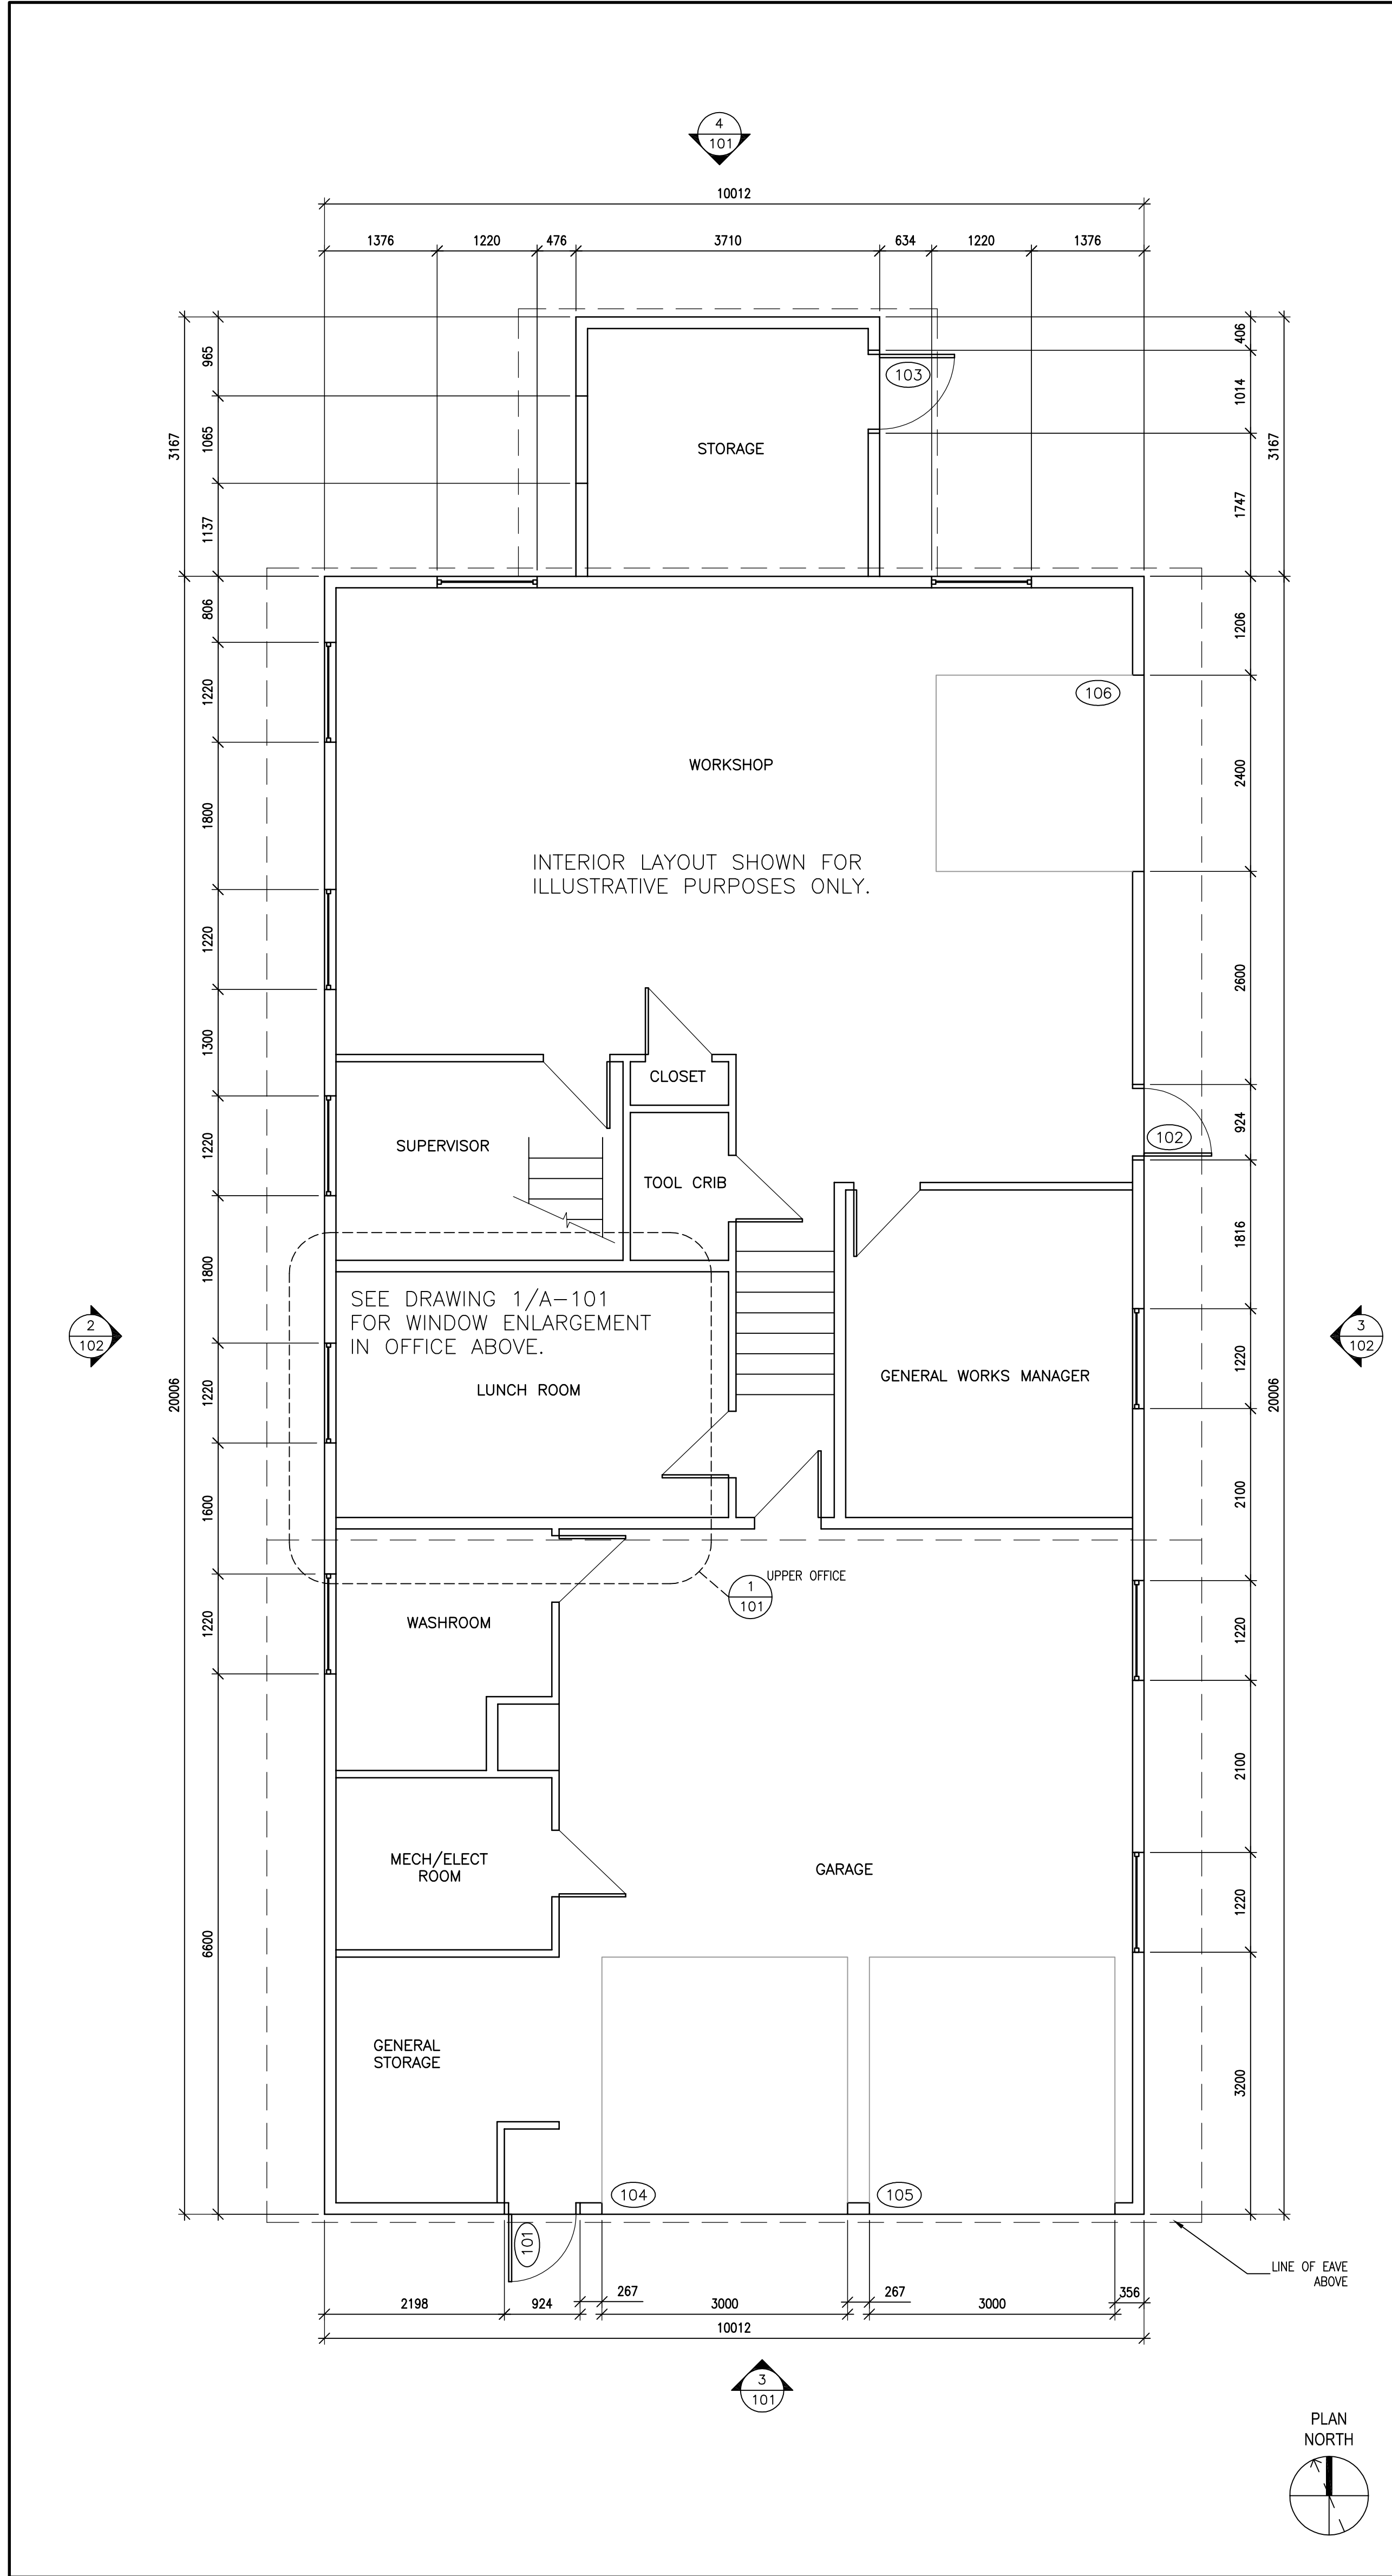 4
101
10012
1376 1220 476 3710 634 1220 1376
3167
965
1065
1137
406
1014
1747
3167
103
STORAGE
806
1220
1800
1220
1300
1220
1800
1220
1600
1220
6600
20006
1206
2400
2600
924
1816
1220
2100
1220
2100
1220
3200
20006
106
WORKSHOP
INTERIOR LAYOUT SHOWN FOR
ILLUSTRATIVE PURPOSES ONLY.
CLOSET
SUPERVISOR
102
TOOL CRIB
2
102
3
102
SEE DRAWING 1/A-101
FOR WINDOW ENLARGEMENT
IN OFFICE ABOVE.
LUNCH ROOM
GENERAL WORKS MANAGER
1
101
UPPER OFFICE
WASHROOM
MECH/ELECT
ROOM
GARAGE
GENERAL
STORAGE
104
105
101
LINE OF EAVE
ABOVE
2198 924 267 3000 267 3000 356
10012
3
101
PLAN
NORTH